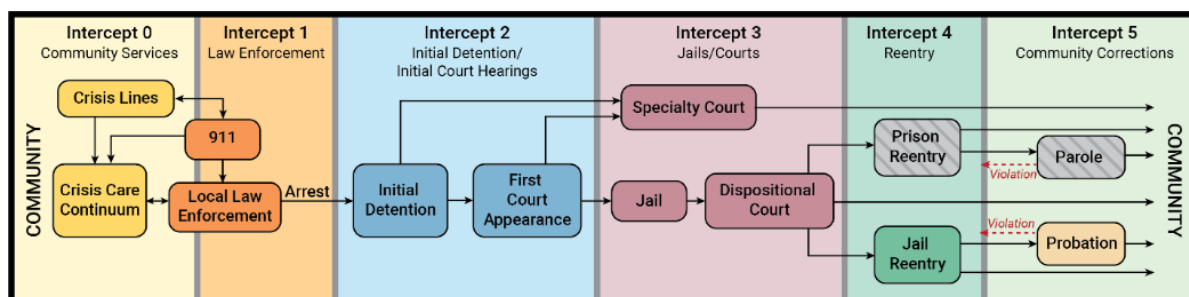 Intercept 0
Community Services
Intercept 1
Law Enforcement
Intercept 2
Initial Detention/
Initial Court Hearings
Intercept 3
Jails/Courts
Intercept 4
Reentry
Intercept 5
Community Corrections
COMMUNITY
Crisis Lines
911
Crisis Care
Continuum
Local Law
Enforcement
Arrest
Initial
Detention
First
Court
Appearance
Specialty Court
Jail
Dispositional
Court
Prison
Reentry
Parole
Violation
Jail
Reentry
Violation
Probation
COMMUNITY